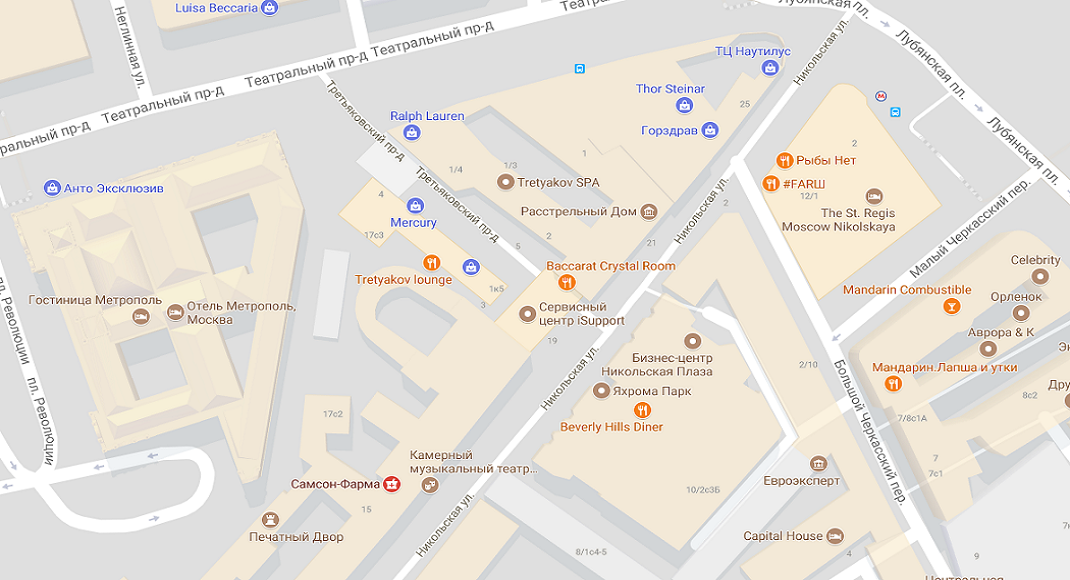 Luisa Beccaria
Неглинная ул.
Театральный пр-д
Театральный пр-д
Театральный пр-д
Театральный пр-д
Лубянская пл.
Лубянская пл.
Лубянская пл.
ТЦ Наутилус
Никольская ул.
Thor Steinar
25
Горздрав
Ralph Lauren
Третьяковский пр-д
1/4
1/3
1
2
Рыбы Нет
#FARШ
12/1
The St. Regis
Moscow Nikolskaya
Анто Эксклюзив
4
Mercury
17с3
Третьяковский пр-д
Tretyakov SPA
Расстрельный Дом
2
21
5
Никольская ул.
2
Малый Черкасский пер.
Tretyakov lounge
1к5
3
Baccarat Crystal Room
Сервисный
центр iSupport
19
Celebrity
Mandarin Combustible
Орленок
Аврора & К
Мандарин.Лапша и утки
Гостиница Метрополь
Отель Метрополь,
Москва
пл. Революции
пл. Революции
Бизнес-центр
Никольская Плаза
Яхрома Парк
Beverly Hills Diner
Никольская ул.
2/10
Большой Черкасский пер.
7/8с1А
8с2
7
9с1
17с2
Камерный
музыкальный театр...
Самсон-Фарма
15
Печатный Двор
Никольская ул.
10/2с3Б
Евроэксперт
Capital House
4
8/1с4-5
9